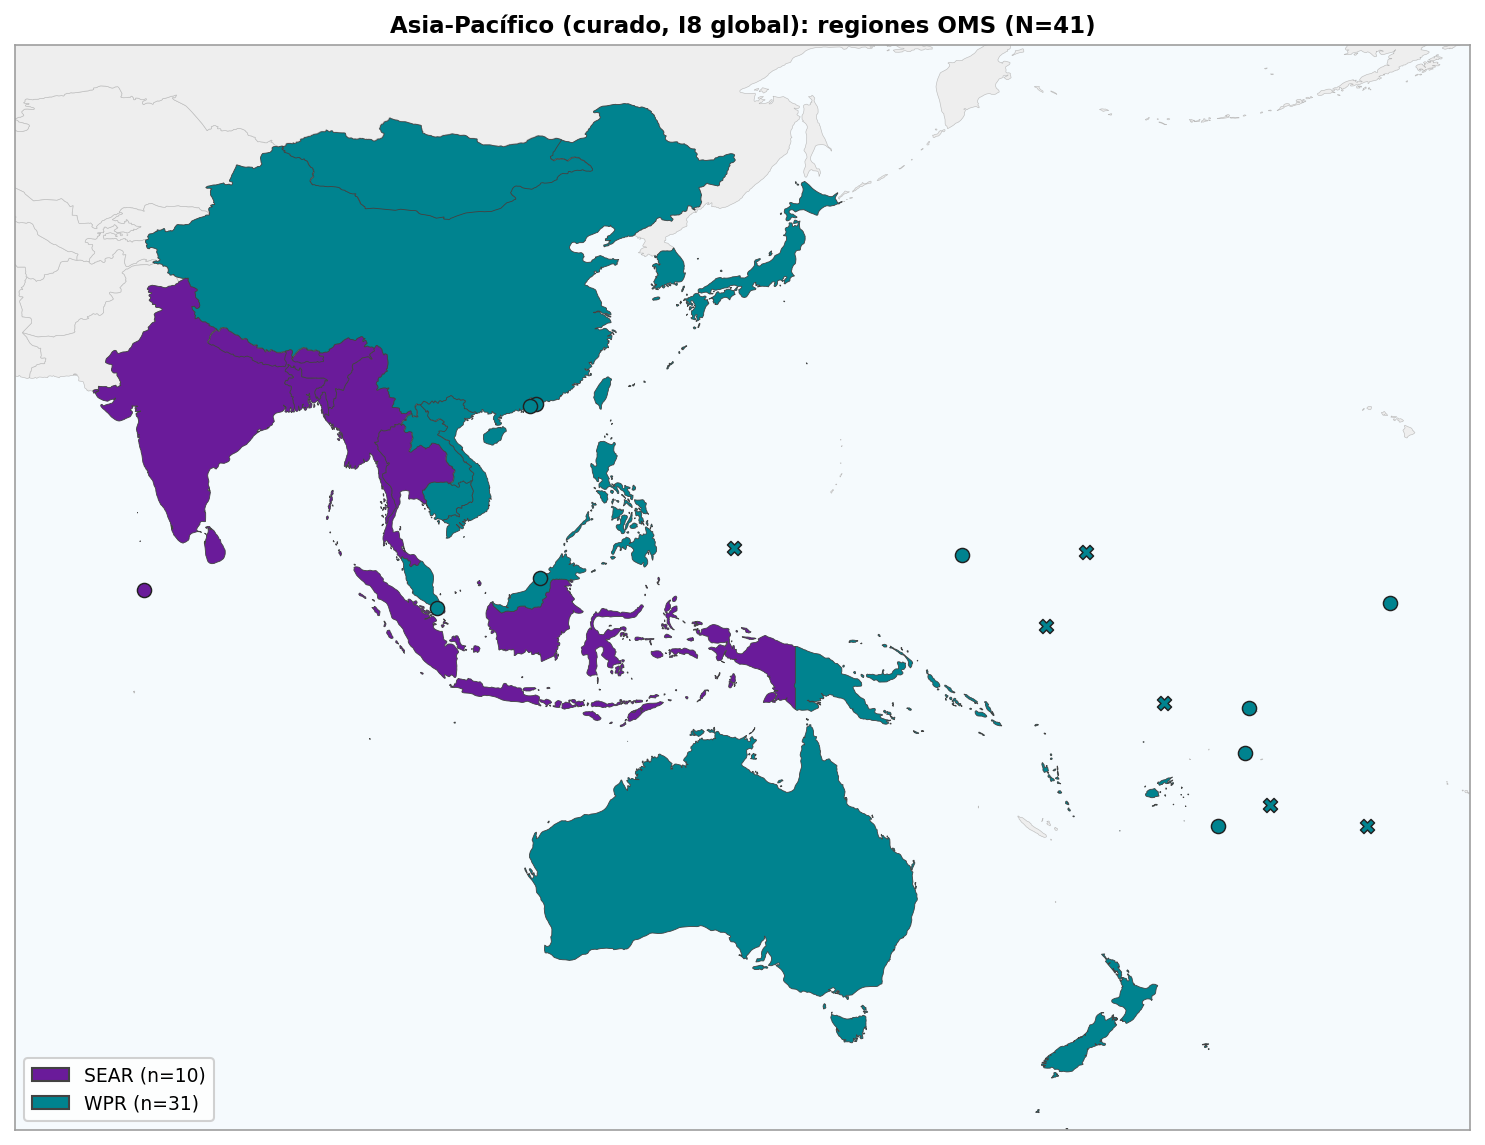 Asia-Pacífico (curado, I8 global): regiones OMS (N=41)
SEAR (n=10)
WPR (n=31)